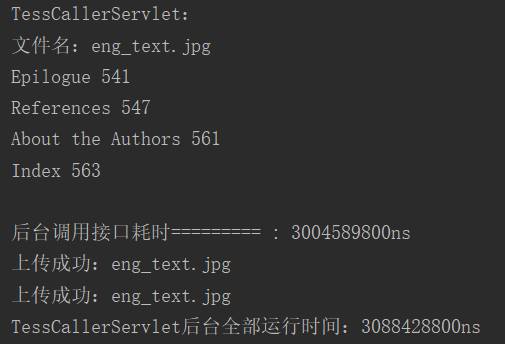 TessCallerServlet：
文件名：eng_text.jpg
Epilogue 541
References 547
About the Authors 561
Index 563
后台调用接口耗时========= : 3004589800ns
上传成功：eng_text.jpg
上传成功：eng_text.jpg
TessCallerServlet后台全部运行时间：3088428800ns